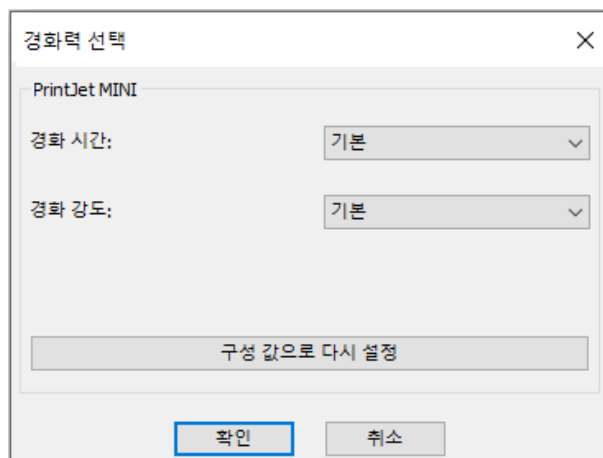 경화력 선택
PrintJet MINI
경화 시간: 기본
경화 강도: 기본
구성 값으로 다시 설정
확인 취소